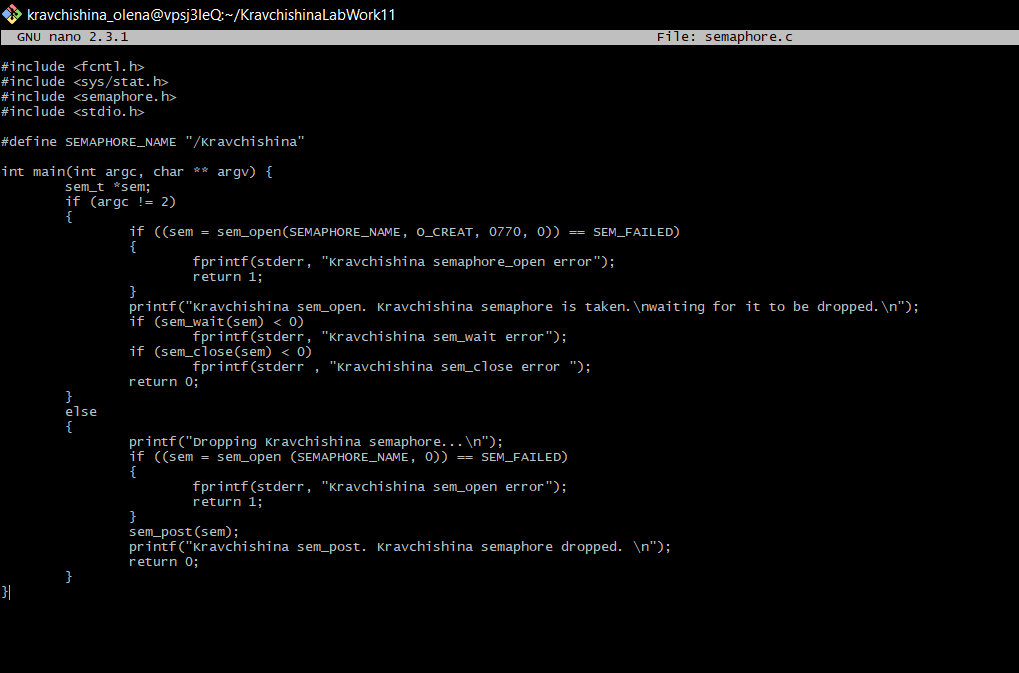 kravchishina_olena@vpsj3IeQ:~/KravchishinaLabWork11
GNU nano 2.3.1 File: semaphore.c
#include <fcntl.h>
#include <sys/stat.h>
#include <semaphore.h>
#include <stdio.h>
#define SEMAPHORE_NAME "/Kravchishina"
int main(int argc, char ** argv) {
sem_t *sem;
if (argc != 2)
{
if ((sem = sem_open(SEMAPHORE_NAME, O_CREAT, 0770, 0)) == SEM_FAILED)
{
fprintf(stderr, "Kravchishina semaphore_open error");
return 1;
}
printf("Kravchishina sem_open. Kravchishina semaphore is taken.\nwaiting for it to be dropped.\n");
if (sem_wait(sem) < 0)
fprintf(stderr, "Kravchishina sem_wait error");
if (sem_close(sem) < 0)
fprintf(stderr , "Kravchishina sem_close error ");
return 0;
}
else
{
printf("Dropping Kravchishina semaphore...\n");
if ((sem = sem_open (SEMAPHORE_NAME, 0)) == SEM_FAILED)
{
fprintf(stderr, "Kravchishina sem_open error");
return 1;
}
sem_post(sem);
printf("Kravchishina sem_post. Kravchishina semaphore dropped. \n");
return 0;
}
}